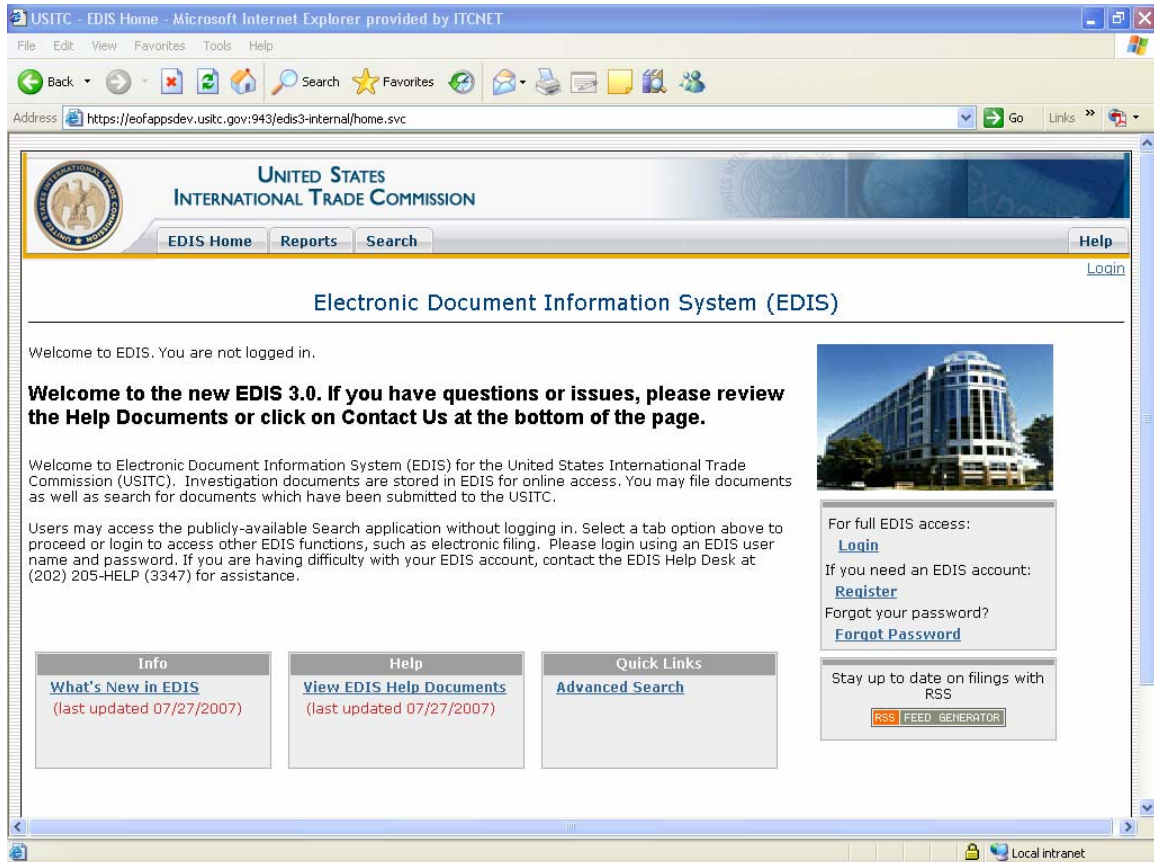 USITC - EDIS Home - Microsoft Internet Explorer provided by ITCNET
File Edit View Favorites Tools Help
Back Search Favorites
Address https://eofappsdev.usitc.gov:943/edis3-internal/home.svc Go Links »
UNITED STATES
INTERNATIONAL TRADE COMMISSION
EDIS Home Reports Search Help
Login
Electronic Document Information System (EDIS)
Welcome to EDIS. You are not logged in.
Welcome to the new EDIS 3.0. If you have questions or issues, please review
the Help Documents or click on Contact Us at the bottom of the page.
Welcome to Electronic Document Information System (EDIS) for the United States International Trade
Commission (USITC). Investigation documents are stored in EDIS for online access. You may file documents
as well as search for documents which have been submitted to the USITC.
Users may access the publicly-available Search application without logging in. Select a tab option above to
proceed or login to access other EDIS functions, such as electronic filing. Please login using an EDIS user
name and password. If you are having difficulty with your EDIS account, contact the EDIS Help Desk at
(202) 205-HELP (3347) for assistance.
For full EDIS access:
Login
If you need an EDIS account:
Register
Forgot your password?
Forgot Password
Info
What's New in EDIS
(last updated 07/27/2007)
Help
View EDIS Help Documents
(last updated 07/27/2007)
Quick Links
Advanced Search
Stay up to date on filings with
RSS
RSS FEED GENERATOR
Local intranet